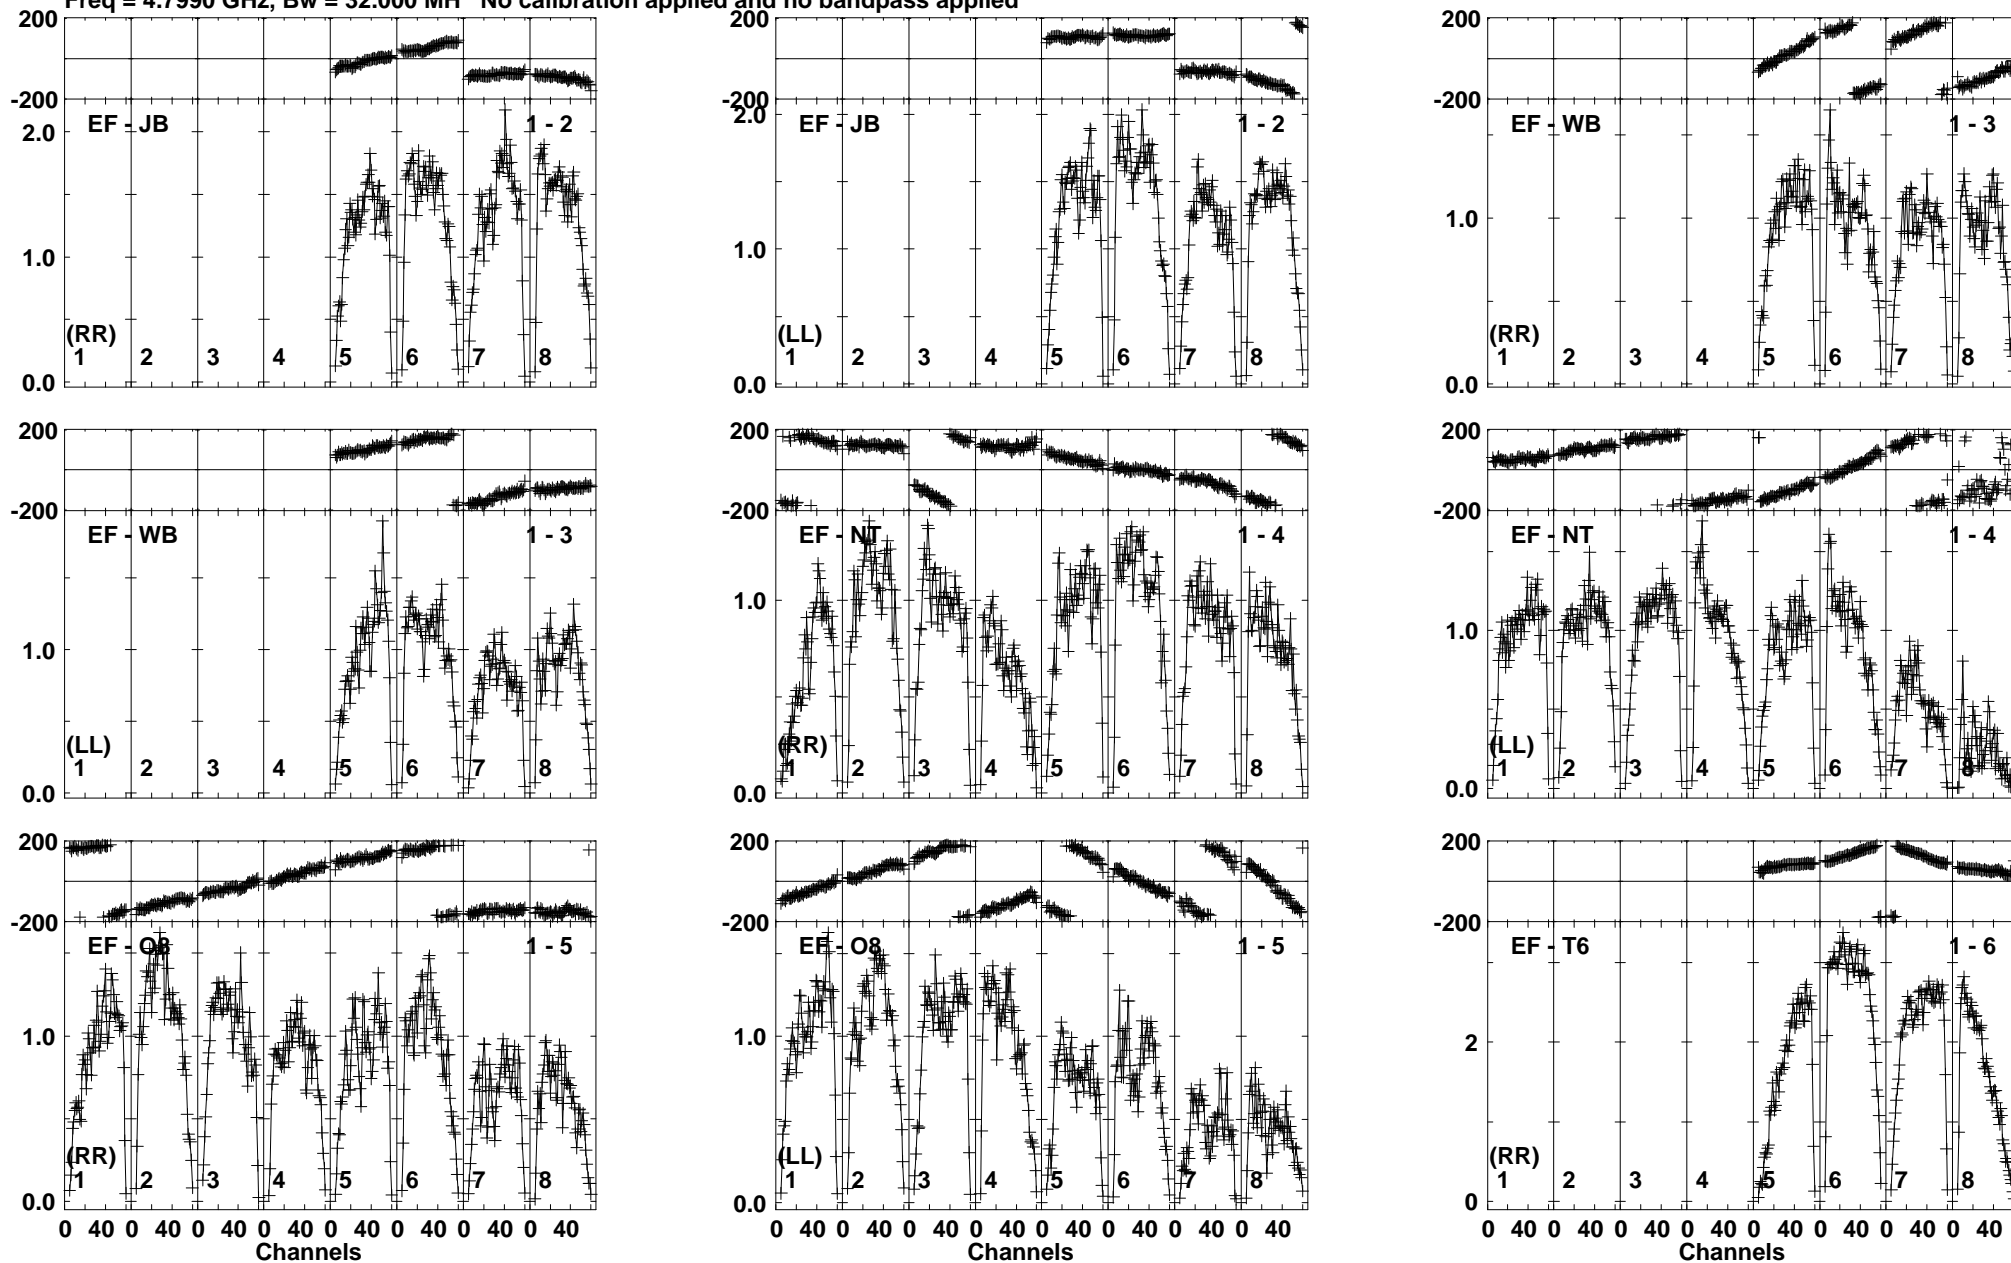 Freq = 4.7990 GHz, Bw = 32.000 MH No calibration applied and no bandpass applied
200 200 200
-200 -200 -200
EF - JB 1 - 2 EF - JB 1 - 2 EF - WB 1 - 3
2.0 2.0
1.0 1.0 1.0
(RR) (LL) (RR)
1 2 3 4 5 6 7 8 1 2 3 4 5 6 7 8 1 2 3 4 5 6 7 8
0.0 0.0 0.0
200 200 200
-200 -200 -200
EF - WB 1 - 3 EF - NT 1 - 4 EF - NT 1 - 4
1.0 1.0 1.0
(LL) (RR) (LL)
1 2 3 4 5 6 7 8 1 2 3 4 5 6 7 8 1 2 3 4 5 6 7 8
0.0 0.0 0.0
200 200 200
-200 -200 -200
EF - O8 1 - 5 EF - O8 1 - 5 EF - T6 1 - 6
1.0 1.0 2
(RR) (LL) (RR)
1 2 3 4 5 6 7 8 1 2 3 4 5 6 7 8 1 2 3 4 5 6 7 8
0.0 0.0 0
0 40 0 40 0 40 0 40 0 40 0 40 0 40 0 40 0 40 0 40 0 40 0 40 0 40 0 40 0 40 0 40 0 40 0 40 0 40 0 40 0 40 0 40 0 40 0 40
Channels Channels Channels